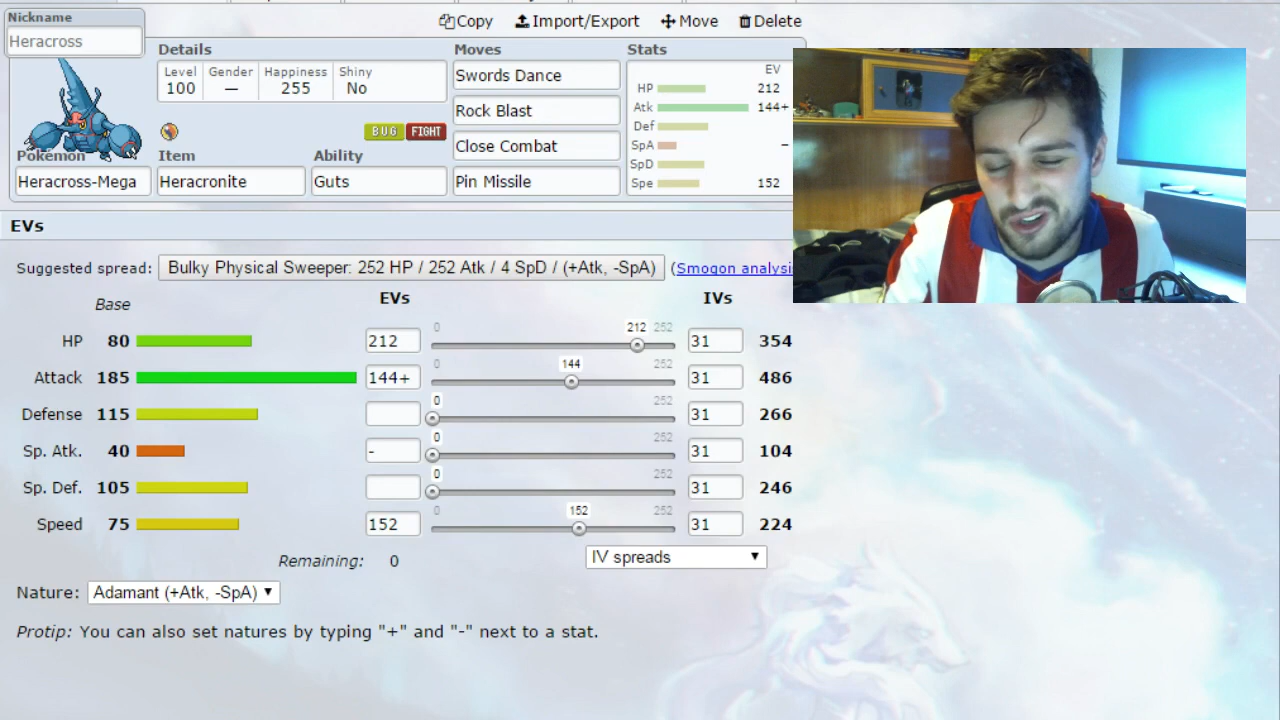 Nickname
Heracross
Copy Import/Export Move Delete
Details
Level Gender Happiness Shiny
100 — 255 No
BUG FIGHT
Pokémon Item Ability
Heracross-Mega Heracronite Guts
Moves
Swords Dance
Rock Blast
Close Combat
Pin Missile
Stats
EV
HP 212
Atk 144+
Def
SpA –
SpD
Spe 152
EVs
Suggested spread: Bulky Physical Sweeper: 252 HP / 252 Atk / 4 SpD / (+Atk, -SpA) (Smogon analysi
Base EVs IVs
HP 80 212 0 212 252 31 354
Attack 185 144+ 0 144 252 31 486
Defense 115 0 252 31 266
Sp. Atk. 40 - 0 252 31 104
Sp. Def. 105 0 252 31 246
Speed 75 152 0 152 252 31 224
Remaining: 0 IV spreads
Nature: Adamant (+Atk, -SpA)
Protip: You can also set natures by typing "+" and "-" next to a stat.